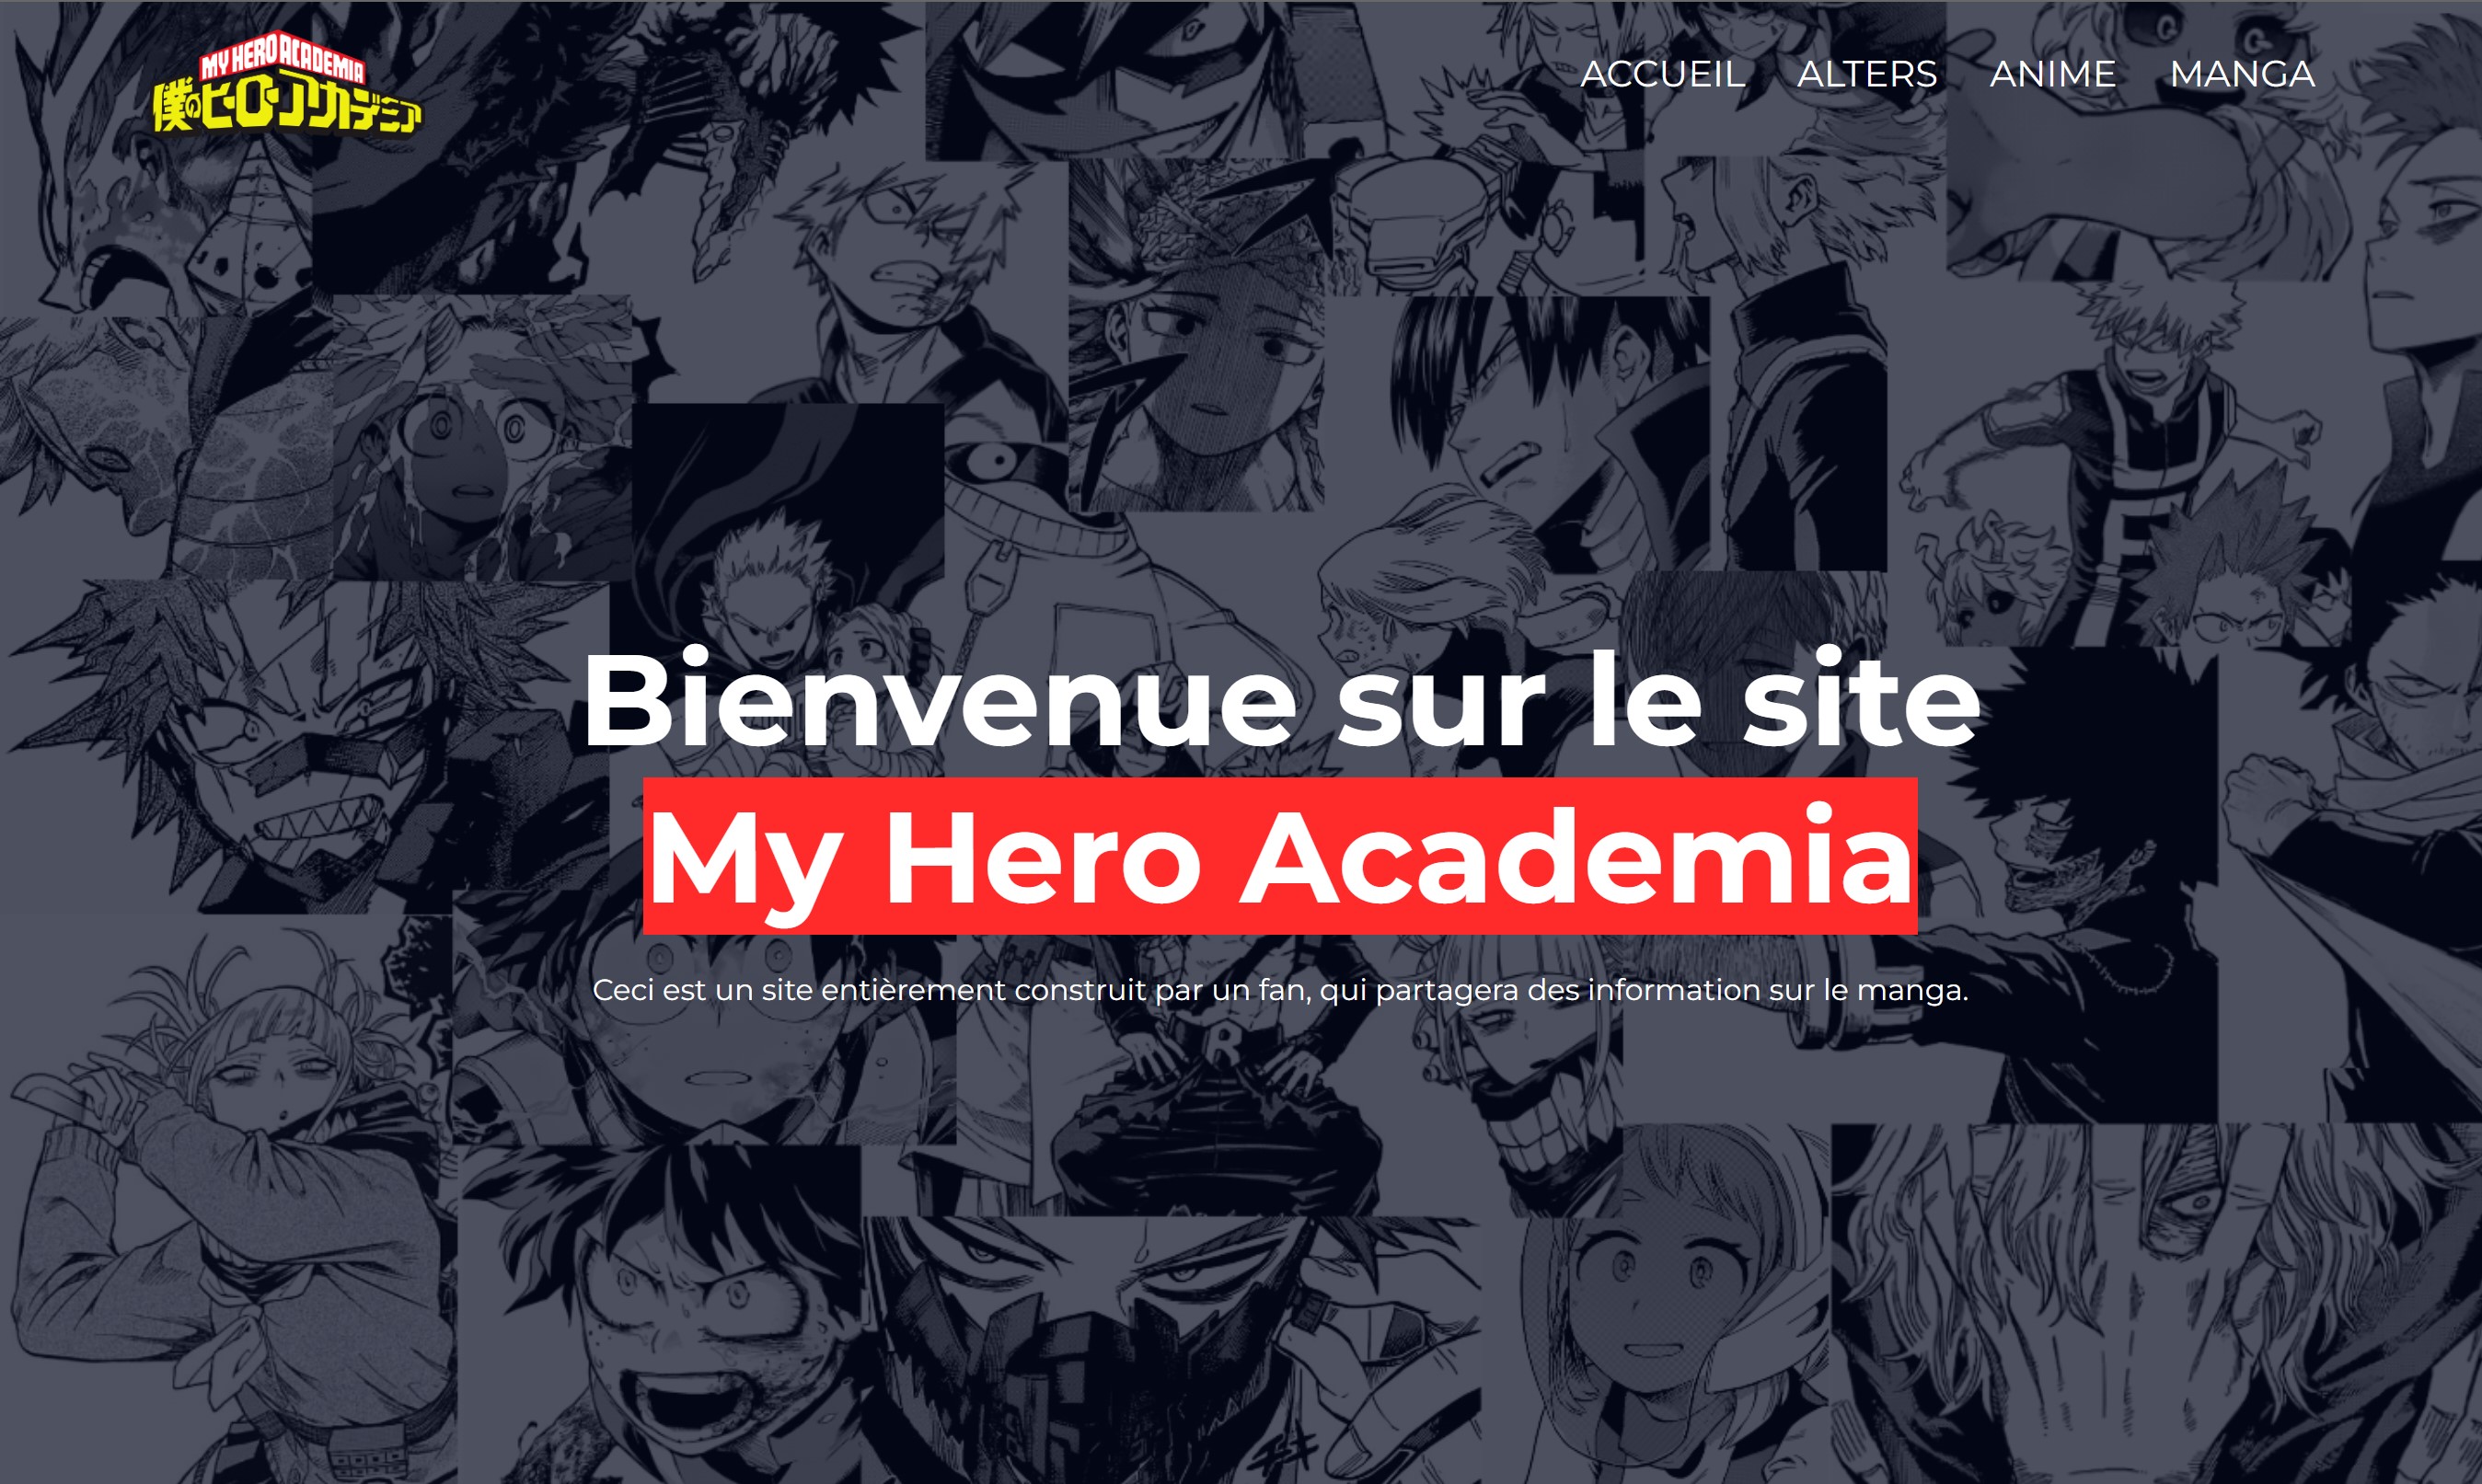 MY HERO ACADEMIA
僕のヒーローアカデミア
ACCUEIL ALTERS ANIME MANGA
Bienvenue sur le site
My Hero Academia
Ceci est un site entièrement construit par un fan, qui partagera des information sur le manga.
R